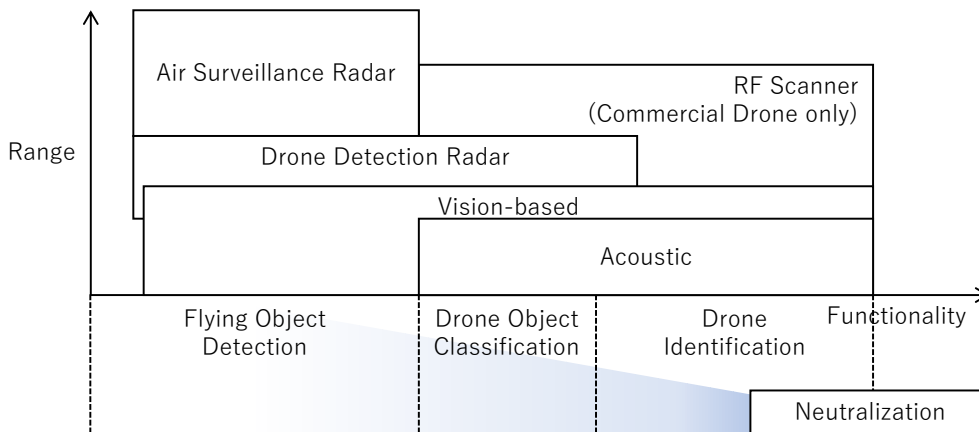 Air Surveillance Radar
RF Scanner
(Commercial Drone only)
Range
Drone Detection Radar
Vision-based
Acoustic
Flying Object
Detection
Drone Object
Classification
Drone
Identification
Functionality
Neutralization